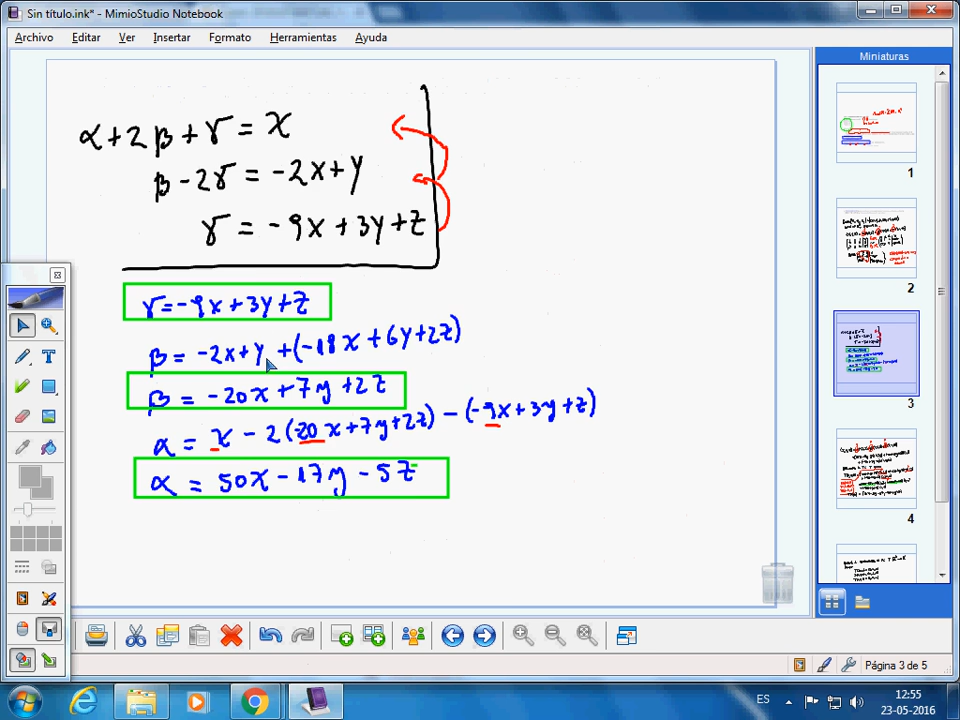 Sin título.ink* - MimioStudio Notebook
Archivo Editar Ver Insertar Formato Herramientas Ayuda
α+2β+γ=x
β-2γ=-2x+y
γ=-9x+3y+z
γ=-9x+3y+z
β=-2x+y+(-18x+6y+2z)
β=-20x+7y+2z
α=x-2(-20x+7y+2z)-(-9x+3y+z)
α=50x-17y-5z
Miniaturas
1
2
3
4
Página 3 de 5
ES
12:55
23-05-2016